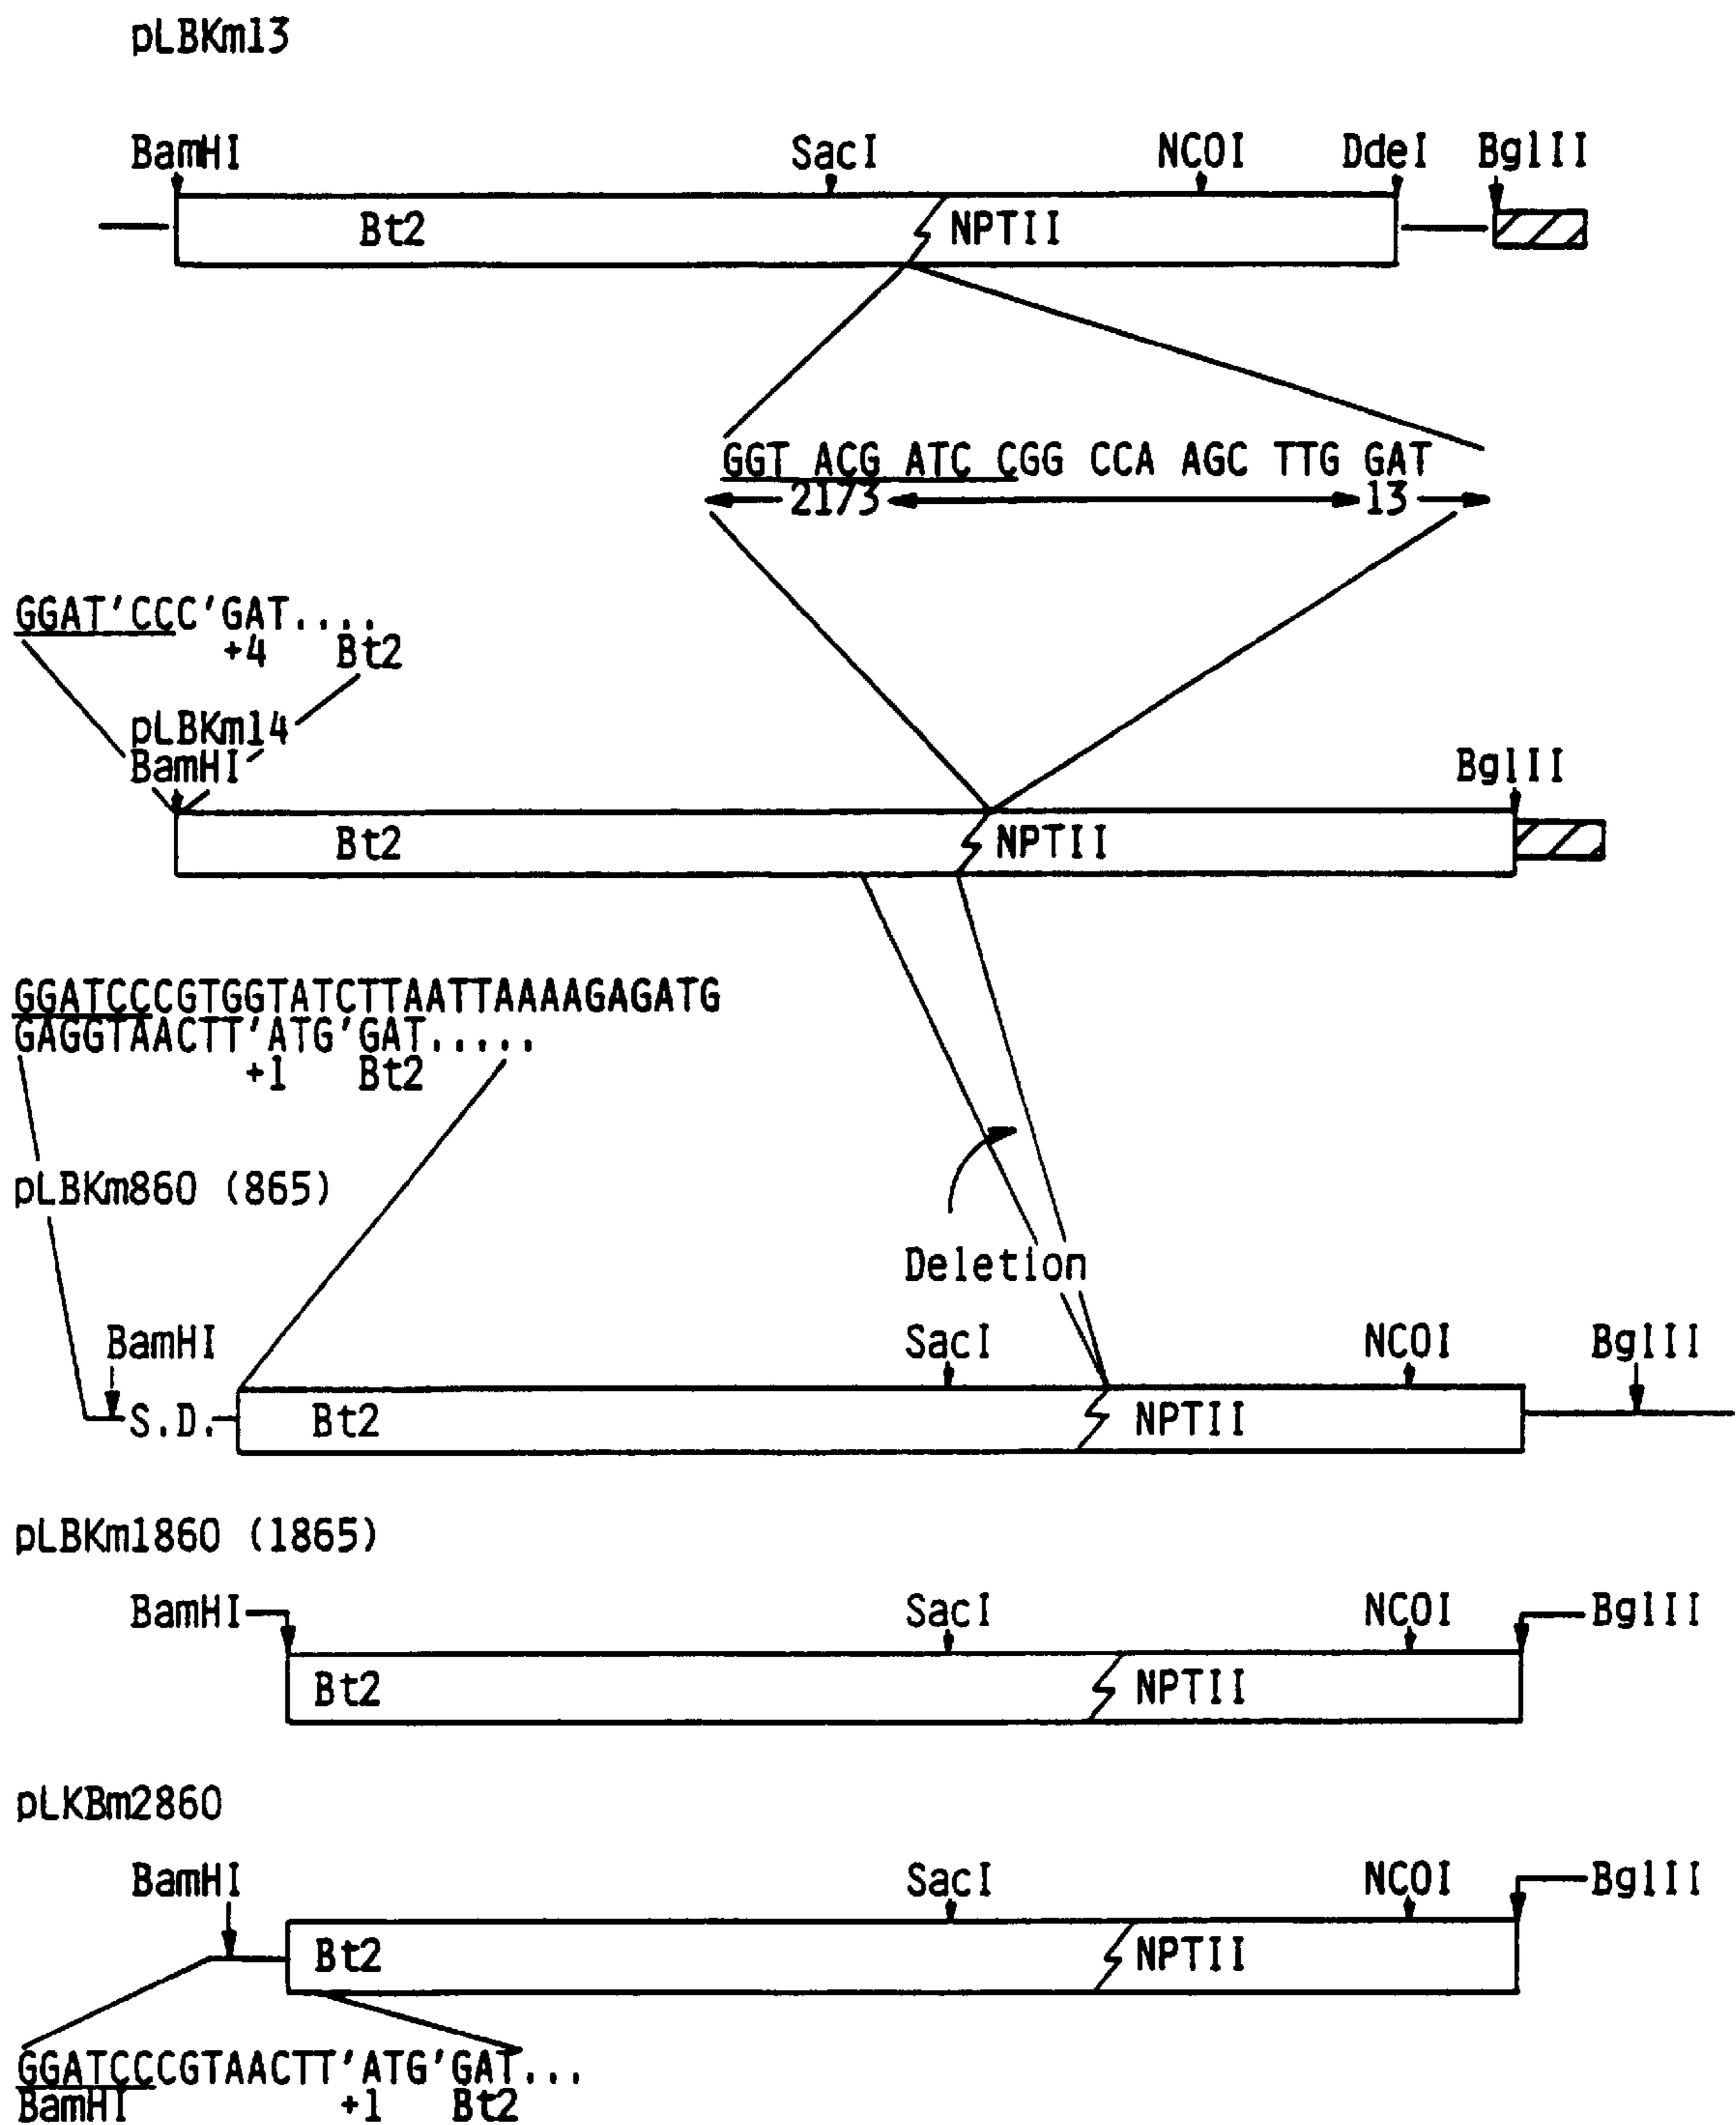 pLBKm13
BamHI SacI NCOI DdeI BglII
Bt2 NPTII
GGT ACG ATC CGG CCA AGC TTG GAT
21/3 13
GGAT'CCC'GAT....
+4 Bt2
pLBKm14
BamHI BglII
Bt2 NPTII
GGATCCCGTGGTATCTTAATTAAAAGAGATG
GAGGTAACTT'ATG'GAT.....
+1 Bt2
pLBKm860 (865)
Deletion
BamHI SacI NCOI BglII
S.D. Bt2 NPTII
pLBKm1860 (1865)
BamHI SacI NCOI BglII
Bt2 NPTII
pLKBm2860
BamHI SacI NCOI BglII
Bt2 NPTII
GGATCCCGTAACTT'ATG'GAT...
BamHI +1 Bt2